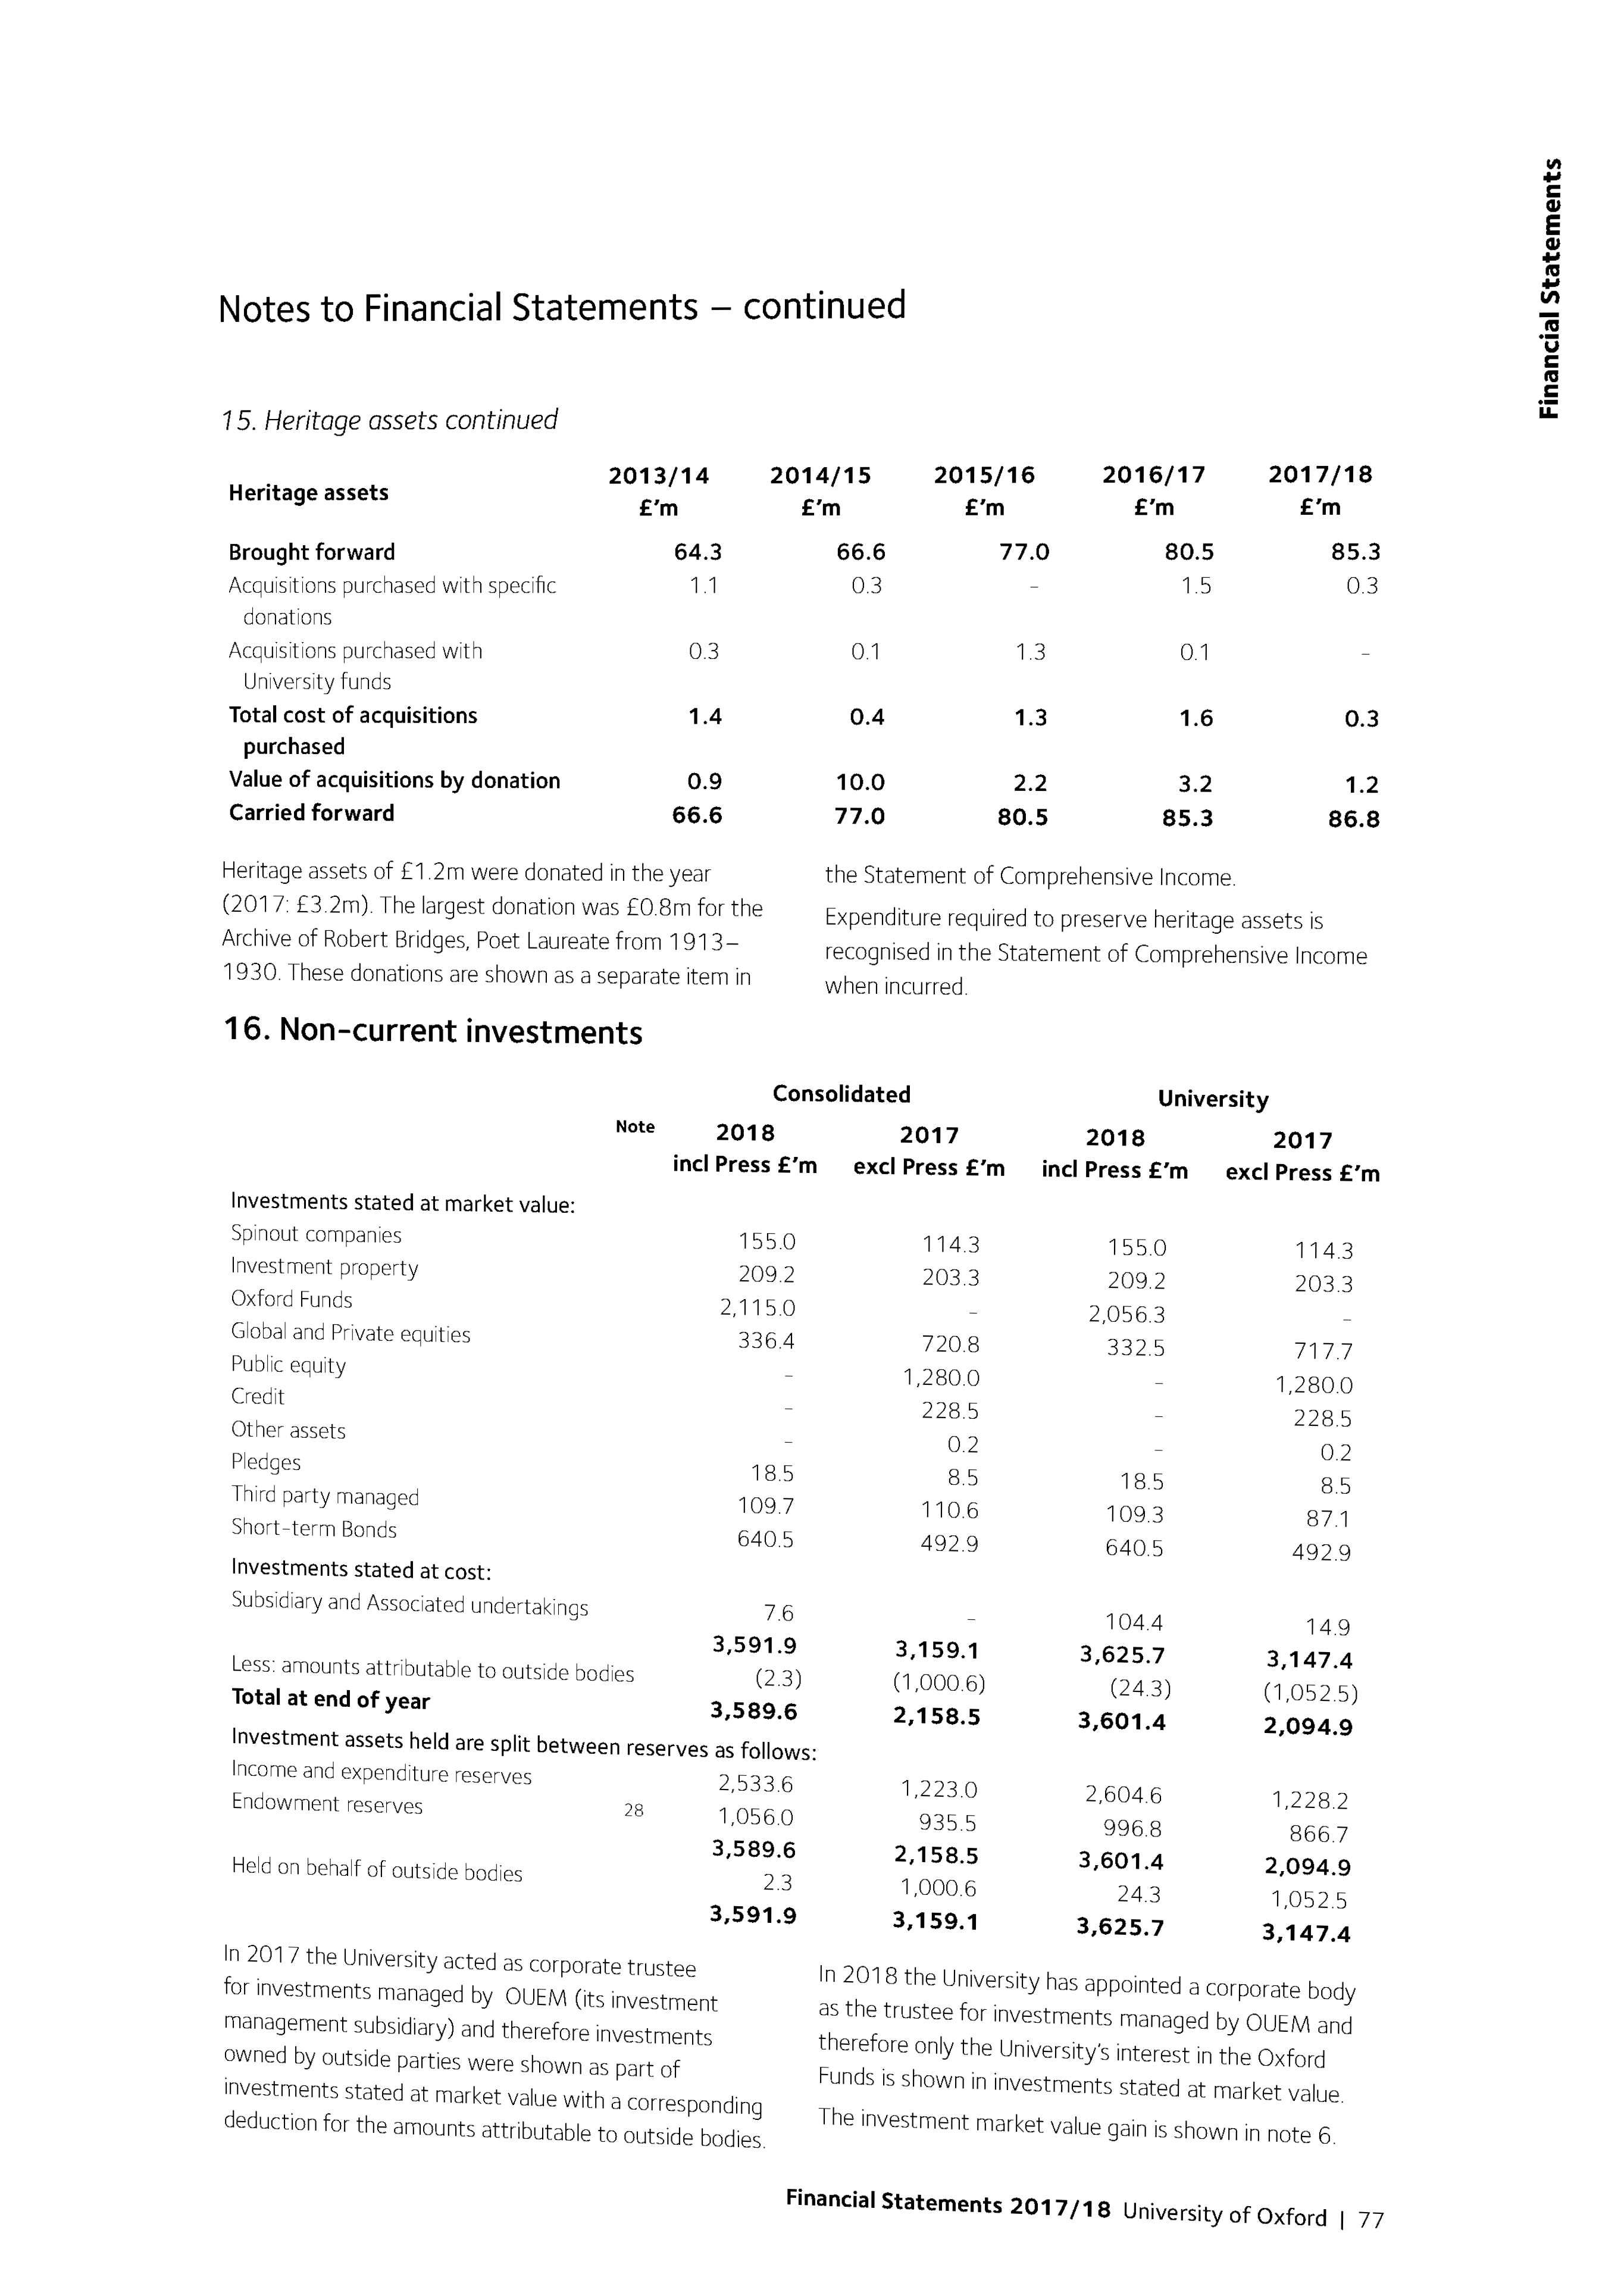 Financial Statements
Notes to Financial Statements – continued
15. Heritage assets continued
Heritage assets 2013/14 2014/15 2015/16 2016/17 2017/18
£'m £'m £'m £'m £'m
Brought forward 64.3 66.6 77.0 80.5 85.3
Acquisitions purchased with specific 1.1 0.3 – 1.5 0.3
donations
Acquisitions purchased with 0.3 0.1 1.3 0.1 –
University funds
Total cost of acquisitions 1.4 0.4 1.3 1.6 0.3
purchased
Value of acquisitions by donation 0.9 10.0 2.2 3.2 1.2
Carried forward 66.6 77.0 80.5 85.3 86.8
Heritage assets of £1.2m were donated in the year
(2017: £3.2m). The largest donation was £0.8m for the
Archive of Robert Bridges, Poet Laureate from 1913–
1930. These donations are shown as a separate item in
the Statement of Comprehensive Income.
Expenditure required to preserve heritage assets is
recognised in the Statement of Comprehensive Income
when incurred.
16. Non-current investments
Consolidated University
Note 2018 2017 2018 2017
incl Press £'m excl Press £'m incl Press £'m excl Press £'m
Investments stated at market value:
Spinout companies 155.0 114.3 155.0 114.3
Investment property 209.2 203.3 209.2 203.3
Oxford Funds 2,115.0 – 2,056.3 –
Global and Private equities 336.4 720.8 332.5 717.7
Public equity – 1,280.0 – 1,280.0
Credit – 228.5 – 228.5
Other assets – 0.2 – 0.2
Pledges 18.5 8.5 18.5 8.5
Third party managed 109.7 110.6 109.3 87.1
Short-term Bonds 640.5 492.9 640.5 492.9
Investments stated at cost:
Subsidiary and Associated undertakings 7.6 – 104.4 14.9
3,591.9 3,159.1 3,625.7 3,147.4
Less: amounts attributable to outside bodies (2.3) (1,000.6) (24.3) (1,052.5)
Total at end of year 3,589.6 2,158.5 3,601.4 2,094.9
Investment assets held are split between reserves as follows:
Income and expenditure reserves 2,533.6 1,223.0 2,604.6 1,228.2
Endowment reserves 28 1,056.0 935.5 996.8 866.7
3,589.6 2,158.5 3,601.4 2,094.9
Held on behalf of outside bodies 2.3 1,000.6 24.3 1,052.5
3,591.9 3,159.1 3,625.7 3,147.4
In 2017 the University acted as corporate trustee
for investments managed by OUEM (its investment
management subsidiary) and therefore investments
owned by outside parties were shown as part of
investments stated at market value with a corresponding
deduction for the amounts attributable to outside bodies.
In 2018 the University has appointed a corporate body
as the trustee for investments managed by OUEM and
therefore only the University's interest in the Oxford
Funds is shown in investments stated at market value.
The investment market value gain is shown in note 6.
Financial Statements 2017/18 University of Oxford | 77